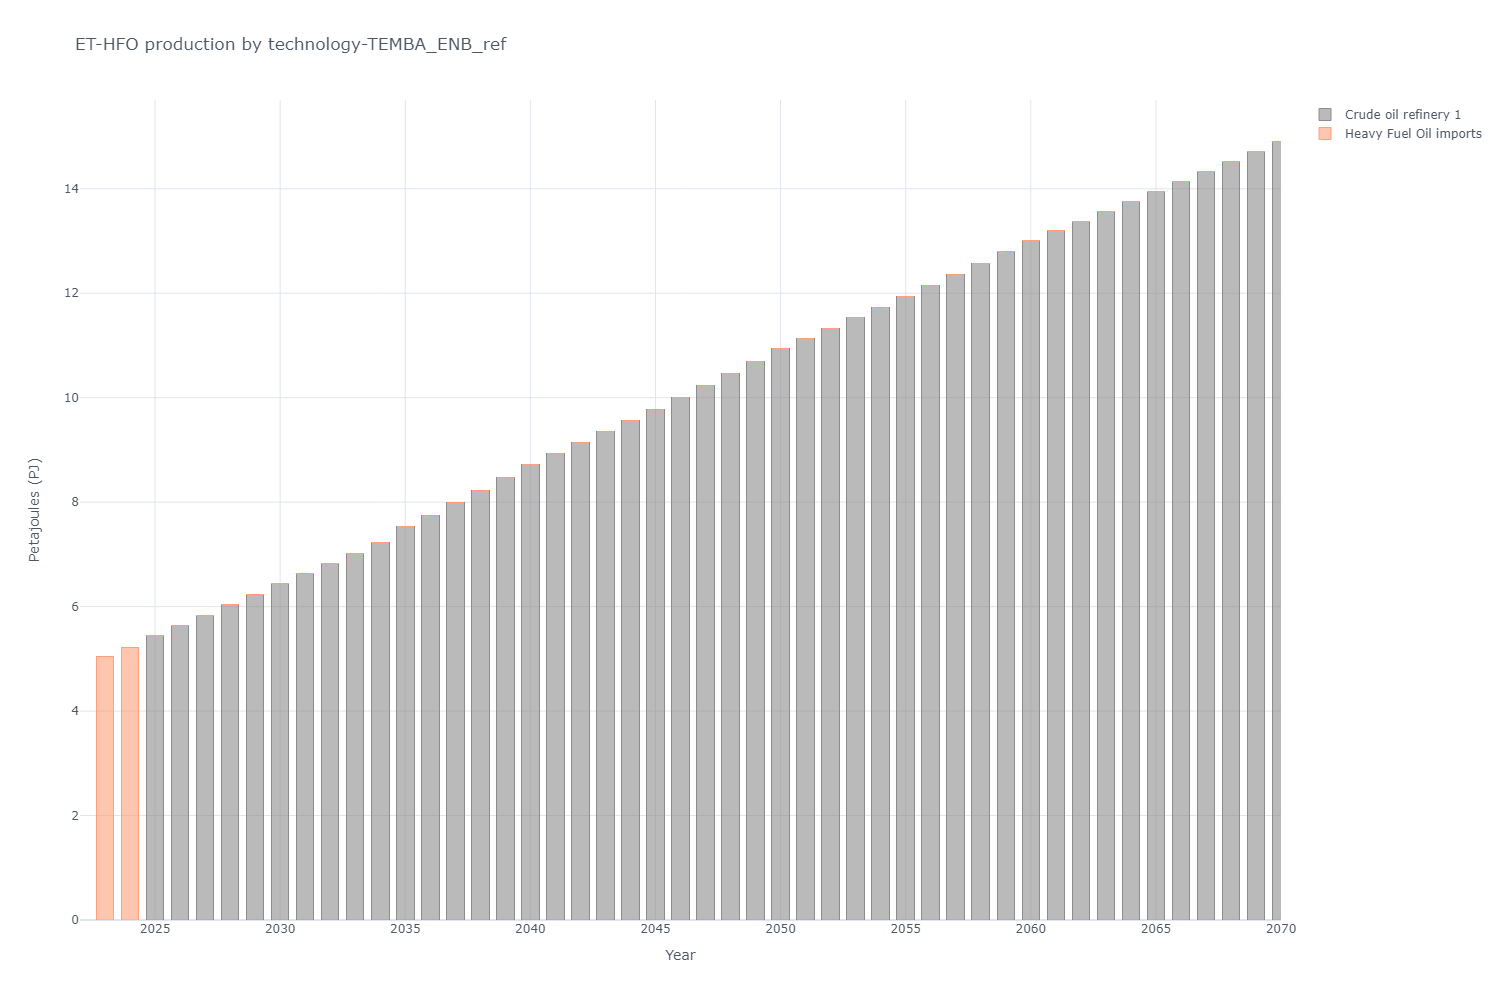 ET-HFO production by technology-TEMBA_ENB_ref
Crude oil refinery 1
Heavy Fuel Oil imports
14
12
10
8
6
4
2
0
Petajoules (PJ)
2025 2030 2035 2040 2045 2050 2055 2060 2065 2070
Year